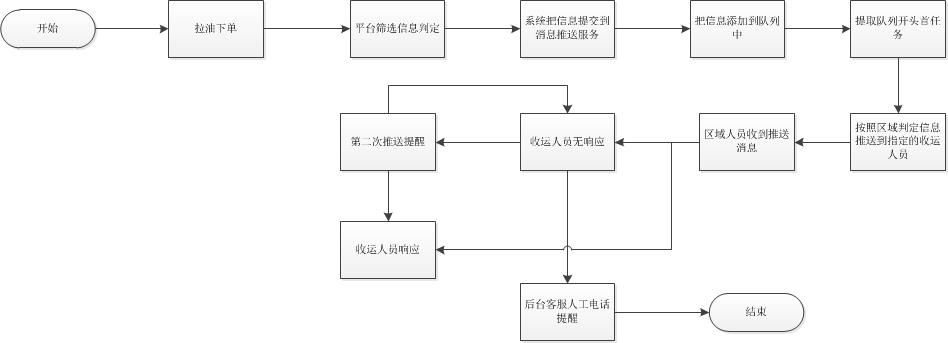 开始
拉油下单
平台筛选信息判定
系统把信息提交到
消息推送服务
把信息添加到队列
中
提取队列开头首任
务
第二次推送提醒
收运人员无响应
区域人员收到推送
消息
按照区域判定信息
推送到指定的收运
人员
收运人员响应
后台客服人工电话
提醒
结束